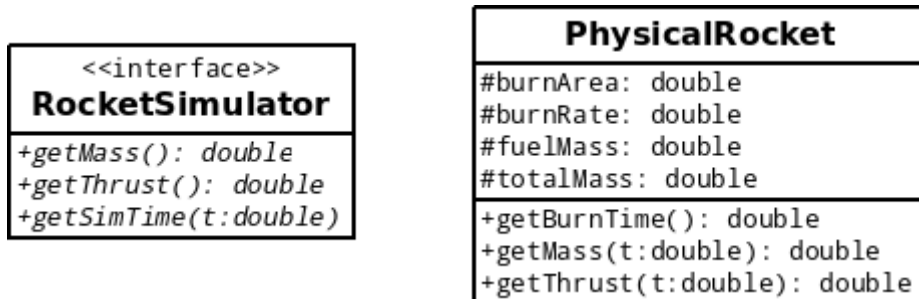 <<interface>>
RocketSimulator
+getMass(): double
+getThrust(): double
+getSimTime(t:double)
PhysicalRocket
#burnArea: double
#burnRate: double
#fuelMass: double
#totalMass: double
+getBurnTime(): double
+getMass(t:double): double
+getThrust(t:double): double